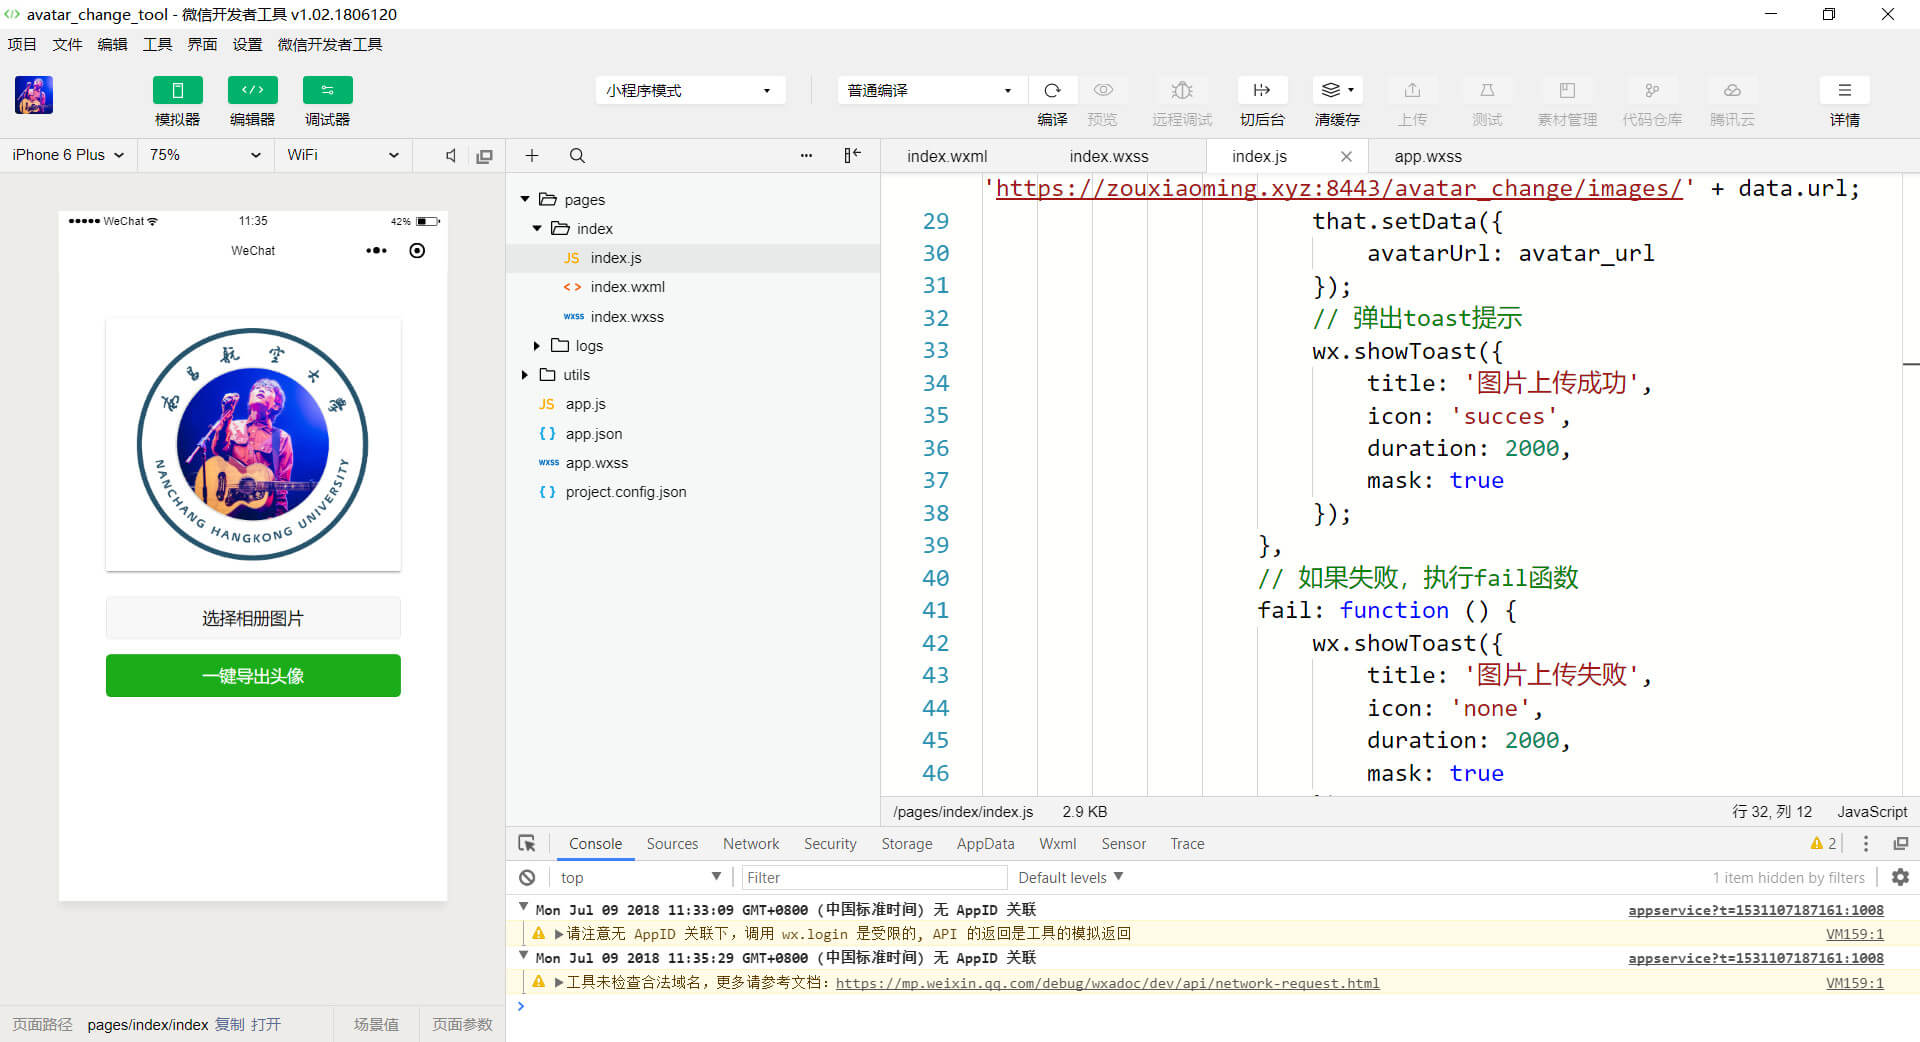 avatar_change_tool - 微信开发者工具 v1.02.1806120
项目 文件 编辑 工具 界面 设置 微信开发者工具
模拟器 编辑器 调试器
小程序模式 普通编译
编译 预览 远程调试 切后台 清缓存 上传 测试 素材管理 代码仓库 腾讯云 详情
iPhone 6 Plus 75% WiFi
WeChat 11:35 42%
WeChat
南昌航空大学
NANCHANG HANGKONG UNIVERSITY
选择相册图片
一键导出头像
页面路径 pages/index/index 复制 打开 场景值 页面参数
pages
index
JS index.js
<> index.wxml
wxss index.wxss
logs
utils
JS app.js
{} app.json
wxss app.wxss
{} project.config.json
index.wxml index.wxss index.js app.wxss
'https://zouxiaoming.xyz:8443/avatar_change/images/' + data.url;
29 that.setData({
30 avatarUrl: avatar_url
31 });
32 // 弹出toast提示
33 wx.showToast({
34 title: '图片上传成功',
35 icon: 'succes',
36 duration: 2000,
37 mask: true
38 });
39 },
40 // 如果失败，执行fail函数
41 fail: function () {
42 wx.showToast({
43 title: '图片上传失败',
44 icon: 'none',
45 duration: 2000,
46 mask: true
/pages/index/index.js 2.9 KB 行 32, 列 12 JavaScript
Console Sources Network Security Storage AppData Wxml Sensor Trace 2
top Filter Default levels 1 item hidden by filters
Mon Jul 09 2018 11:33:09 GMT+0800 (中国标准时间) 无 AppID 关联 appservice?t=1531107187161:1008
请注意无 AppID 关联下，调用 wx.login 是受限的, API 的返回是工具的模拟返回 VM159:1
Mon Jul 09 2018 11:35:29 GMT+0800 (中国标准时间) 无 AppID 关联 appservice?t=1531107187161:1008
工具未检查合法域名，更多请参考文档：https://mp.weixin.qq.com/debug/wxadoc/dev/api/network-request.html VM159:1